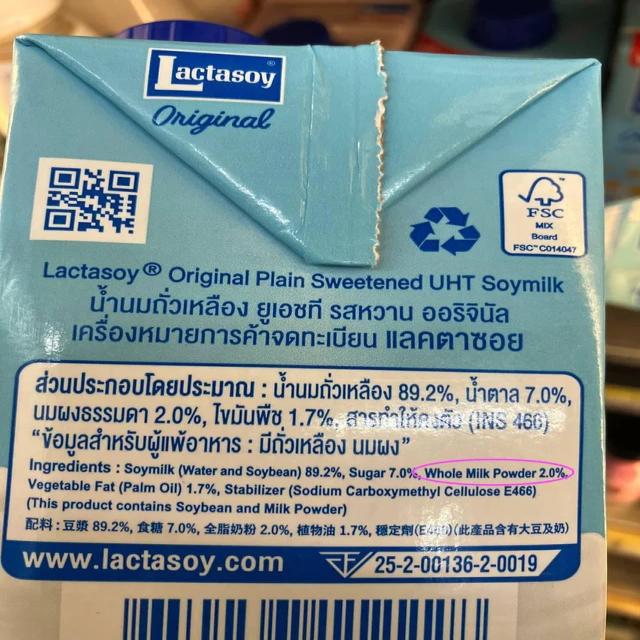 Lactasoy®
Original
FSC
MIX
Board
FSC™ C014047
Lactasoy® Original Plain Sweetened UHT Soymilk
น้ำนมถั่วเหลือง ยูเอชที รสหวาน ออริจินัล
เครื่องหมายการค้าจดทะเบียน แลคตาซอย
ส่วนประกอบโดยประมาณ : น้ำนมถั่วเหลือง 89.2%, น้ำตาล 7.0%,
นมผงธรรมดา 2.0%, ไขมันพืช 1.7%, สารทำให้คงตัว (INS 466)
“ข้อมูลสำหรับผู้แพ้อาหาร : มีถั่วเหลือง นมผง”
Ingredients : Soymilk (Water and Soybean) 89.2%, Sugar 7.0%, Whole Milk Powder 2.0%,
Vegetable Fat (Palm Oil) 1.7%, Stabilizer (Sodium Carboxymethyl Cellulose E466)
(This product contains Soybean and Milk Powder)
配料 : 豆漿 89.2%, 食糖 7.0%, 全脂奶粉 2.0%, 植物油 1.7%, 穩定劑 (E466) (此產品含有大豆及奶)
www.lactasoy.com 25-2-00136-2-0019